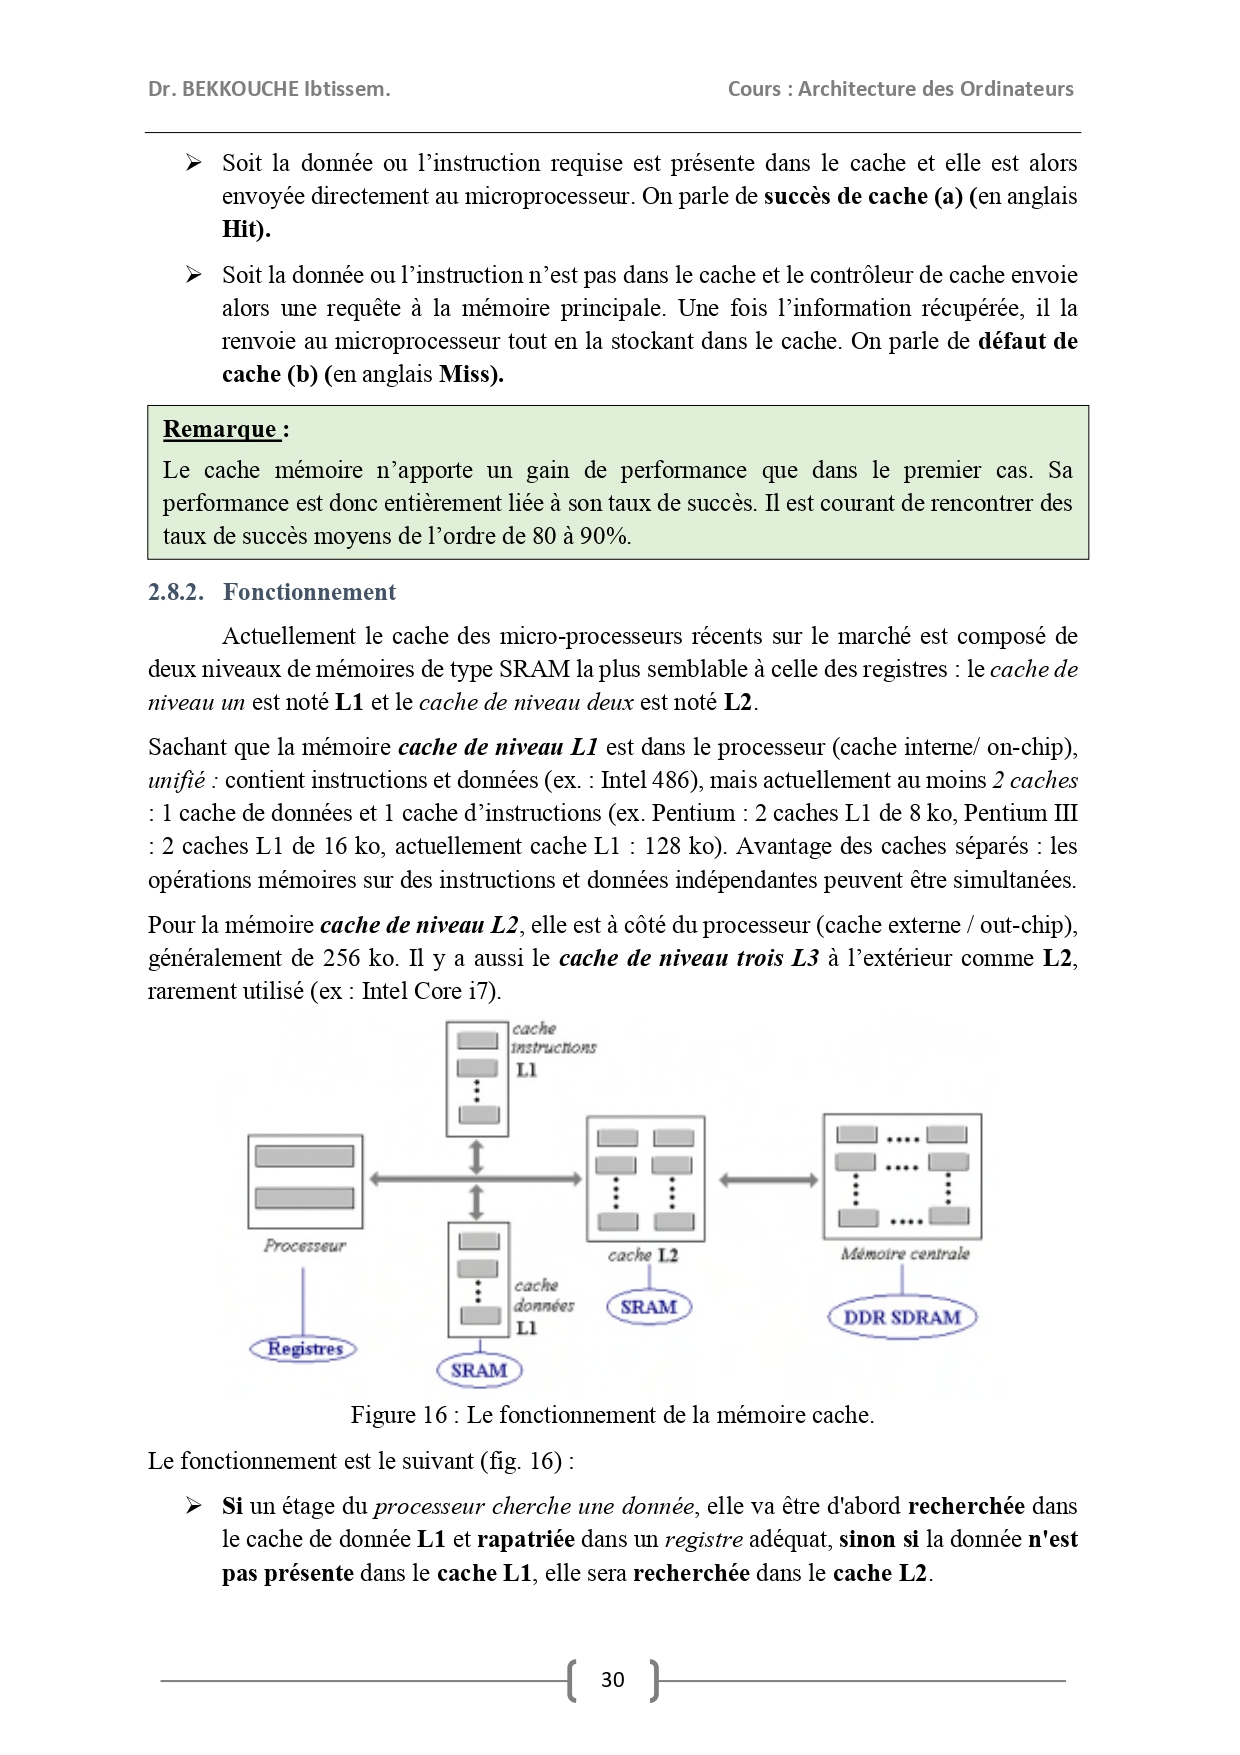 Dr. BEKKOUCHE Ibtissem. Cours : Architecture des Ordinateurs
➢ Soit la donnée ou l’instruction requise est présente dans le cache et elle est alors
envoyée directement au microprocesseur. On parle de succès de cache (a) (en anglais
Hit).
➢ Soit la donnée ou l’instruction n’est pas dans le cache et le contrôleur de cache envoie
alors une requête à la mémoire principale. Une fois l’information récupérée, il la
renvoie au microprocesseur tout en la stockant dans le cache. On parle de défaut de
cache (b) (en anglais Miss).
Remarque :
Le cache mémoire n’apporte un gain de performance que dans le premier cas. Sa
performance est donc entièrement liée à son taux de succès. Il est courant de rencontrer des
taux de succès moyens de l’ordre de 80 à 90%.
2.8.2. Fonctionnement
Actuellement le cache des micro-processeurs récents sur le marché est composé de
deux niveaux de mémoires de type SRAM la plus semblable à celle des registres : le cache de
niveau un est noté L1 et le cache de niveau deux est noté L2.
Sachant que la mémoire cache de niveau L1 est dans le processeur (cache interne/ on-chip),
unifié : contient instructions et données (ex. : Intel 486), mais actuellement au moins 2 caches
: 1 cache de données et 1 cache d’instructions (ex. Pentium : 2 caches L1 de 8 ko, Pentium III
: 2 caches L1 de 16 ko, actuellement cache L1 : 128 ko). Avantage des caches séparés : les
opérations mémoires sur des instructions et données indépendantes peuvent être simultanées.
Pour la mémoire cache de niveau L2, elle est à côté du processeur (cache externe / out-chip),
généralement de 256 ko. Il y a aussi le cache de niveau trois L3 à l’extérieur comme L2,
rarement utilisé (ex : Intel Core i7).
cache
instructions
L1
Processeur
cache L2
Mémoire centrale
cache
données
L1
SRAM
DDR SDRAM
Registres
SRAM
Figure 16 : Le fonctionnement de la mémoire cache.
Le fonctionnement est le suivant (fig. 16) :
➢ Si un étage du processeur cherche une donnée, elle va être d'abord recherchée dans
le cache de donnée L1 et rapatriée dans un registre adéquat, sinon si la donnée n'est
pas présente dans le cache L1, elle sera recherchée dans le cache L2.
30